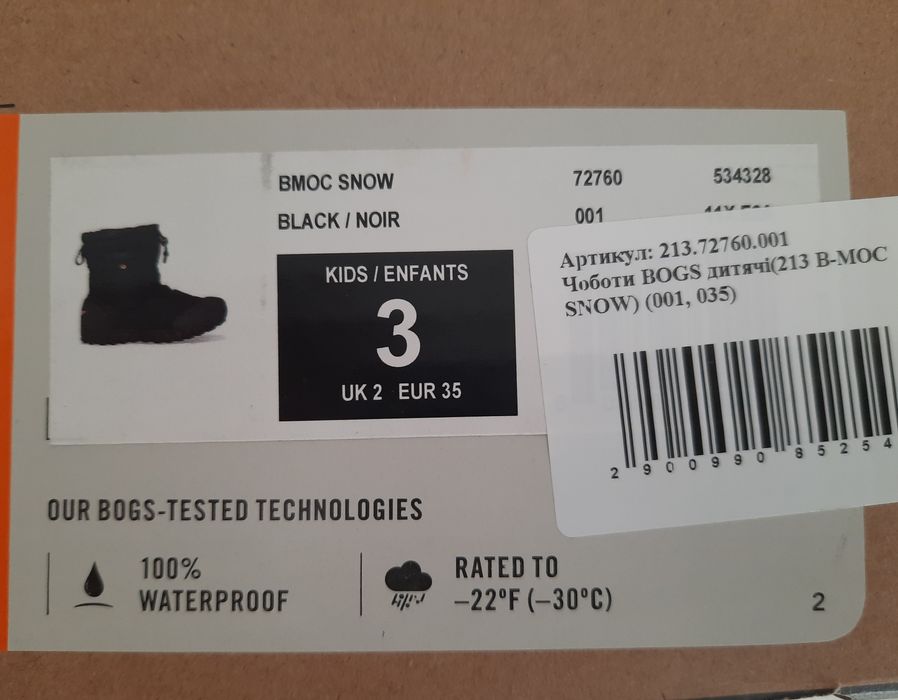 BMOC SNOW 72760 534328
BLACK / NOIR 001
KIDS / ENFANTS
3
UK 2 EUR 35
Артикул: 213.72760.001
Чоботи BOGS дитячі(213 B-MOC
SNOW) (001, 035)
2 900990 85254
OUR BOGS-TESTED TECHNOLOGIES
100%
WATERPROOF
RATED TO
–22ºF (–30ºC)
2